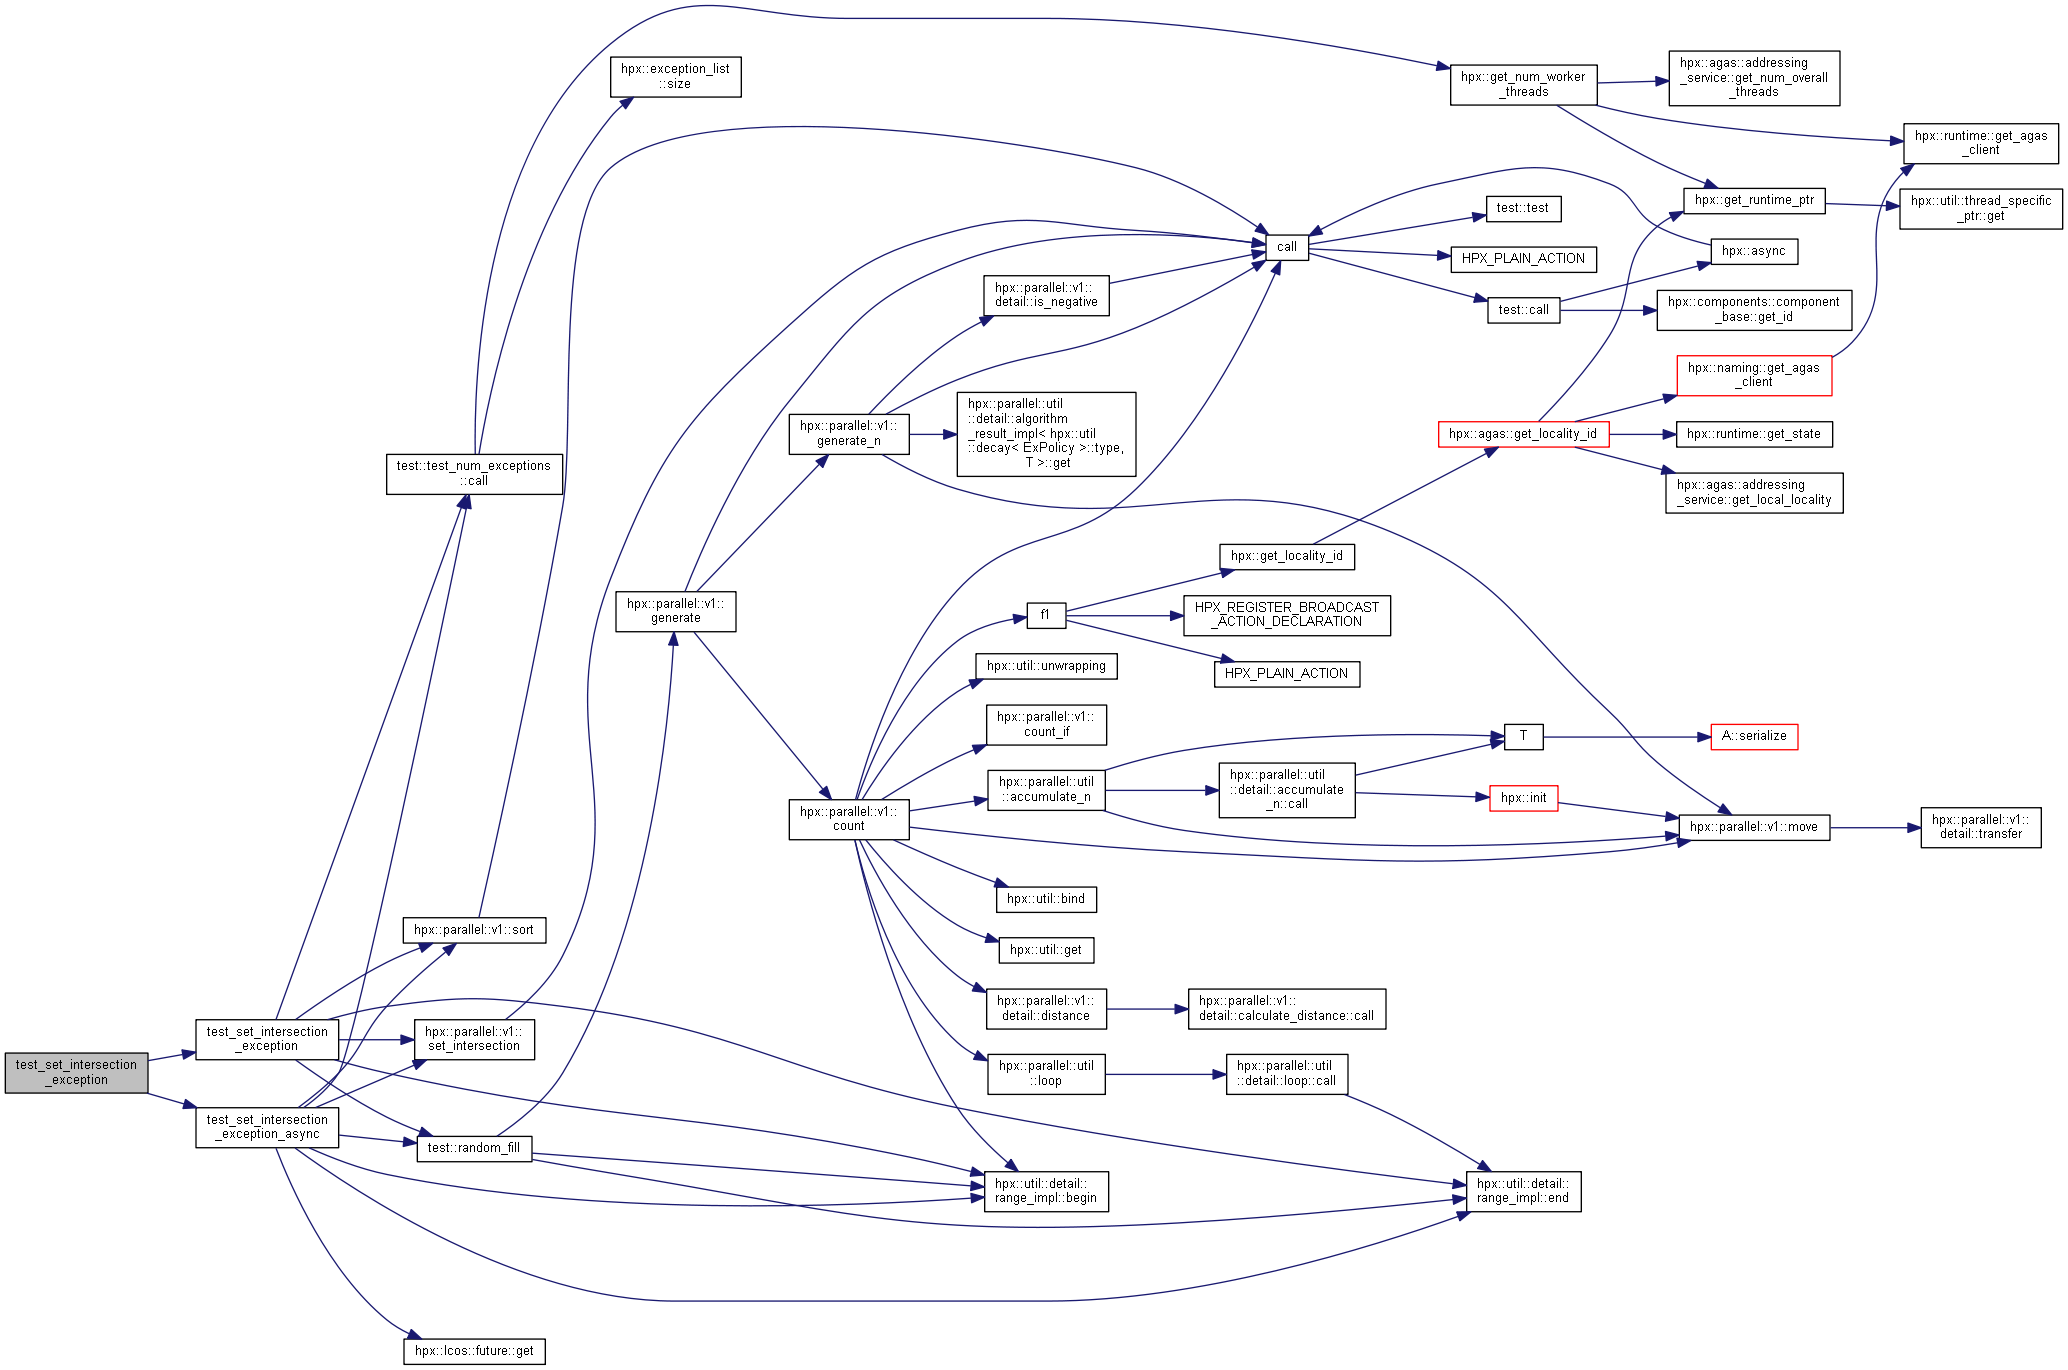 hpx::exception_list
::size
hpx::get_num_worker
_threads
hpx::agas::addressing
_service::get_num_overall
_threads
hpx::runtime::get_agas
_client
hpx::get_runtime_ptr
hpx::util::thread_specific
_ptr::get
test::test
call
HPX_PLAIN_ACTION
hpx::async
hpx::parallel::v1::
detail::is_negative
test::call
hpx::components::component
_base::get_id
hpx::naming::get_agas
_client
hpx::parallel::v1::
generate_n
hpx::parallel::util
::detail::algorithm
_result_impl< hpx::util
::decay< ExPolicy >::type,
T >::get
hpx::agas::get_locality_id
hpx::runtime::get_state
hpx::agas::addressing
_service::get_local_locality
test::test_num_exceptions
::call
hpx::get_locality_id
hpx::parallel::v1::
generate
f1
HPX_REGISTER_BROADCAST
_ACTION_DECLARATION
HPX_PLAIN_ACTION
hpx::util::unwrapping
hpx::parallel::v1::
count_if
T
A::serialize
hpx::parallel::util
::accumulate_n
hpx::parallel::util
::detail::accumulate
_n::call
hpx::init
hpx::parallel::v1::
count
hpx::parallel::v1::move
hpx::parallel::v1::
detail::transfer
hpx::util::bind
hpx::parallel::v1::sort
hpx::util::get
hpx::parallel::v1::
detail::distance
hpx::parallel::v1::
detail::calculate_distance::call
test_set_intersection
_exception
hpx::parallel::v1::
set_intersection
test_set_intersection
_exception
hpx::parallel::util
::loop
hpx::parallel::util
::detail::loop::call
test_set_intersection
_exception_async
test::random_fill
hpx::util::detail::
range_impl::begin
hpx::util::detail::
range_impl::end
hpx::lcos::future::get